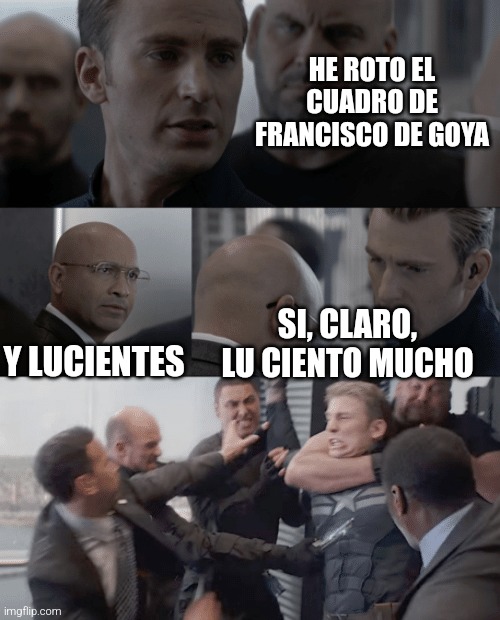 HE ROTO EL
CUADRO DE
FRANCISCO DE GOYA
Y LUCIENTES
SI, CLARO,
LU CIENTO MUCHO
imgflip.com